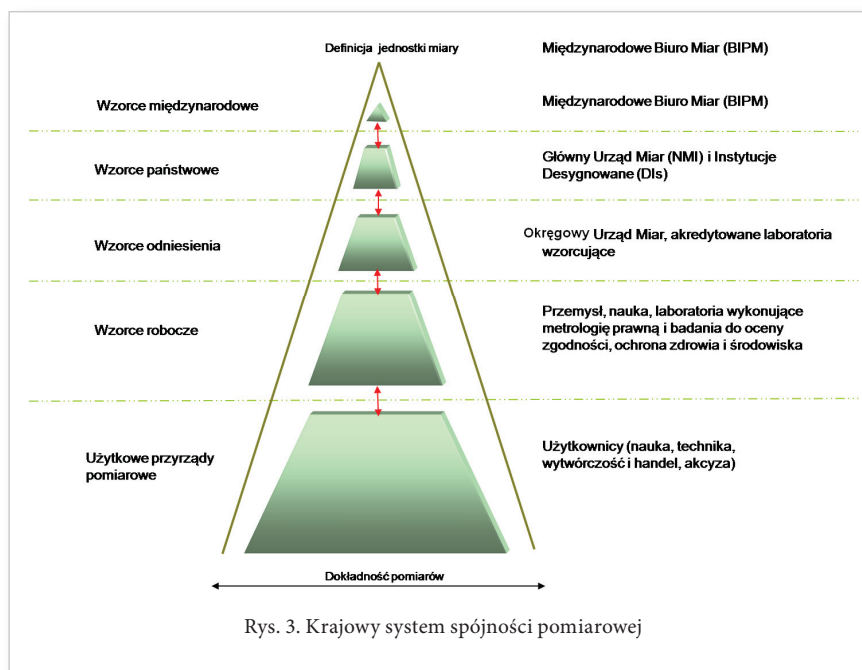 Definicja jednostki miary
Międzynarodowe Biuro Miar (BIPM)
Wzorce międzynarodowe
Międzynarodowe Biuro Miar (BIPM)
Wzorce państwowe
Główny Urząd Miar (NMI) i Instytucje
Desygnowane (DIs)
Wzorce odniesienia
Okręgowy Urząd Miar, akredytowane laboratoria
wzorcujące
Wzorce robocze
Przemysł, nauka, laboratoria wykonujące
metrologię prawną i badania do oceny
zgodności, ochrona zdrowia i środowiska
Użytkowe przyrządy
pomiarowe
Użytkownicy (nauka, technika,
wytwórczość i handel, akcyza)
Dokładność pomiarów
Rys. 3. Krajowy system spójności pomiarowej